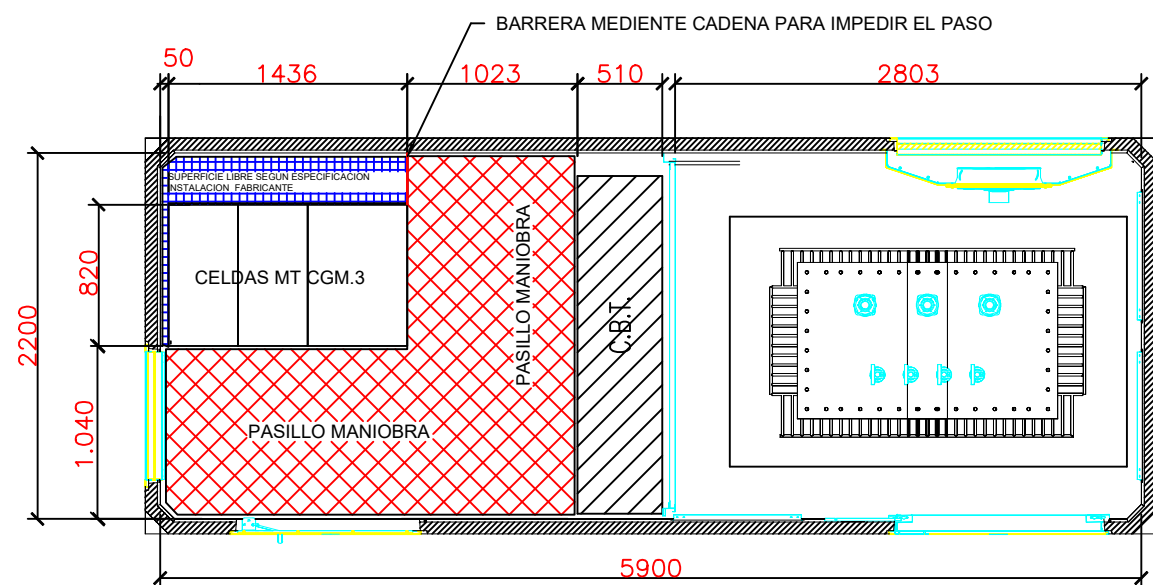 BARRERA MEDIENTE CADENA PARA IMPEDIR EL PASO
50
1436
1023
510
2803
SUPERFICIE LIBRE SEGUN ESPECIFICACION
INSTALACION FABRICANTE
CELDAS MT CGM.3
820
2200
1.040
PASILLO MANIOBRA
C.B.T.
PASILLO MANIOBRA
5900